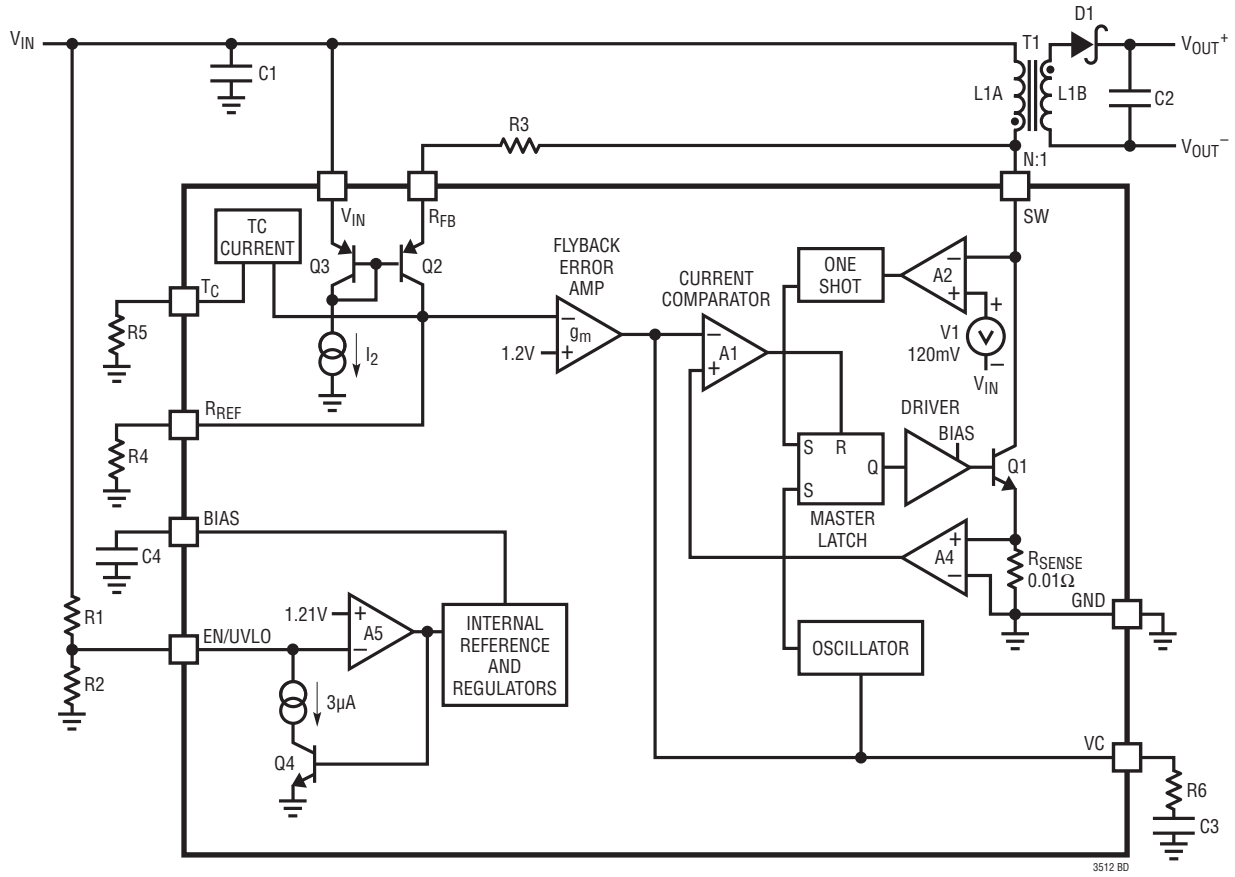 D1
VIN
T1
VOUT+
C1
L1A
L1B
C2
R3
VOUT−
N:1
VIN
RFB
SW
TC
CURRENT
Q3
Q2
FLYBACK
ERROR
AMP
ONE
SHOT
−
A2
+
TC
CURRENT
COMPARATOR
+
V1
120mV
−
VIN
R5
−
gm
+
1.2V
−
A1
+
I2
DRIVER
BIAS
RREF
R4
S
R
Q
S
Q1
MASTER
LATCH
BIAS
C4
+
A4
−
RSENSE
0.01Ω
GND
R1
1.21V
+
A5
−
INTERNAL
REFERENCE
AND
REGULATORS
EN/UVLO
OSCILLATOR
R2
3µA
VC
Q4
R6
C3
3512 BD